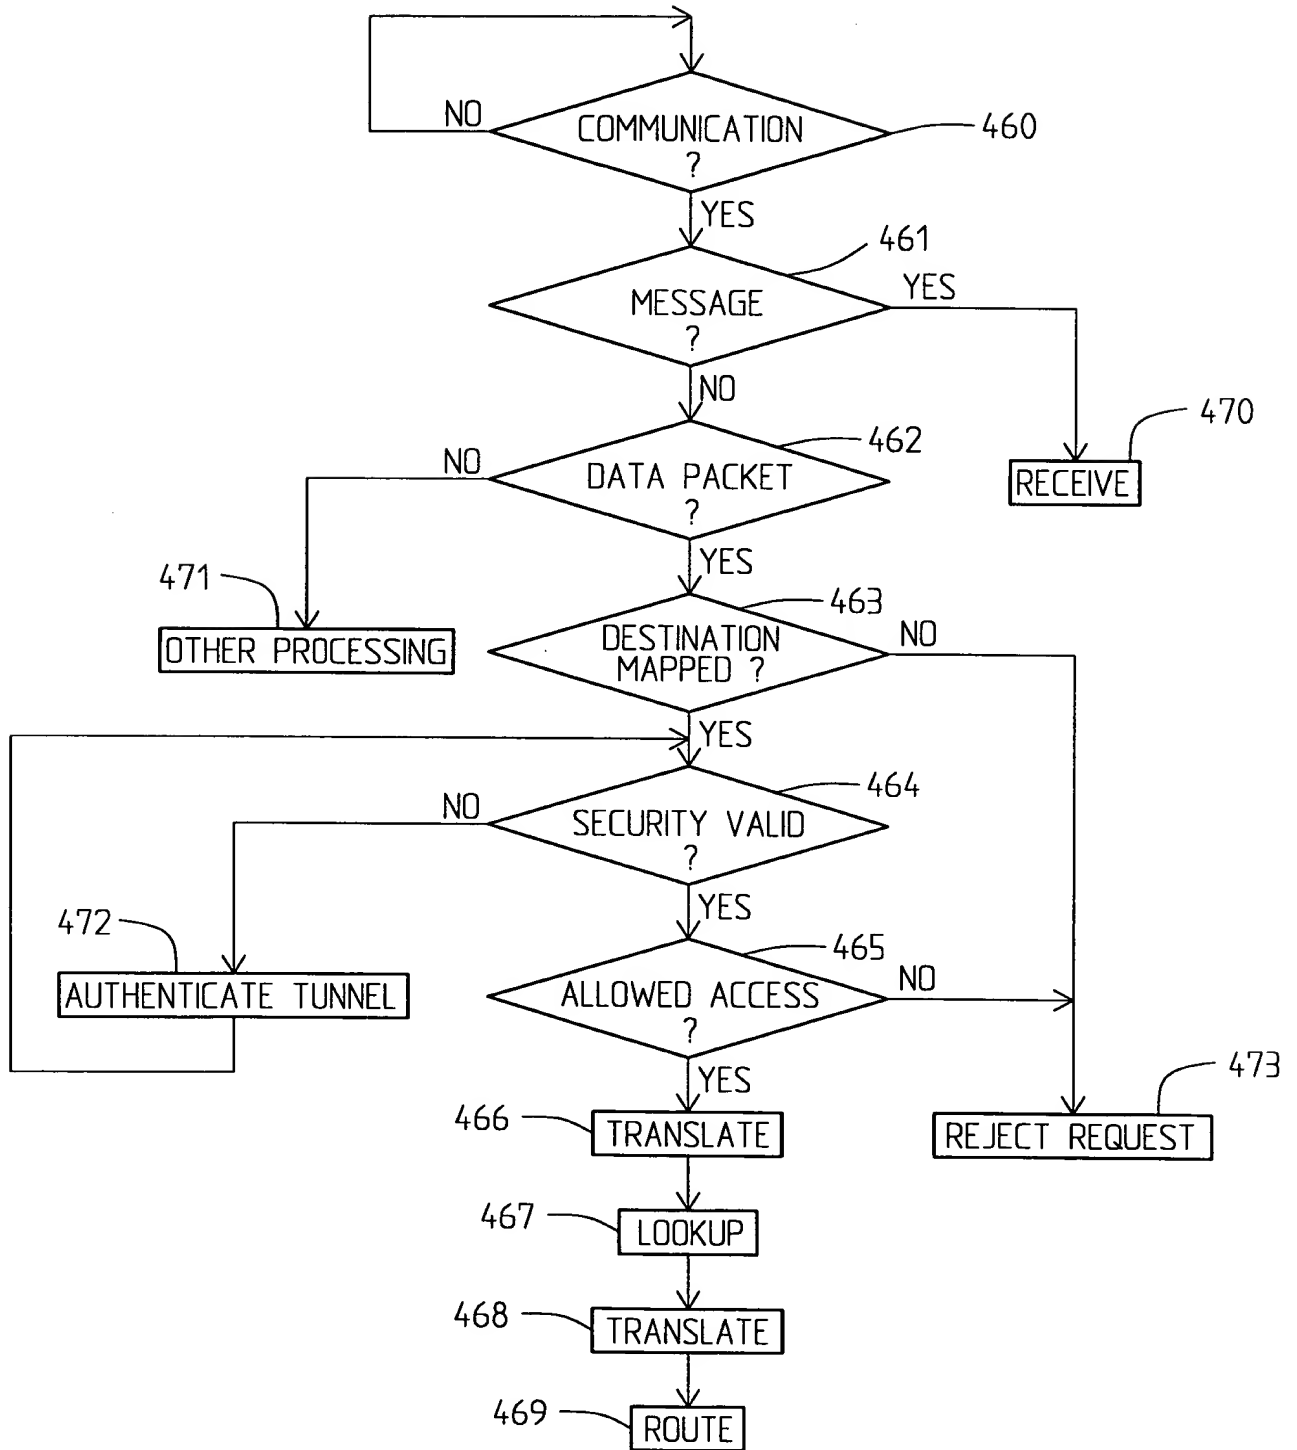 NO
COMMUNICATION
?
460
YES
461
MESSAGE
?
YES
NO
470
RECEIVE
462
NO
DATA PACKET
?
YES
471
OTHER PROCESSING
463
DESTINATION
MAPPED ?
NO
YES
464
NO
SECURITY VALID
?
YES
472
AUTHENTICATE TUNNEL
465
ALLOWED ACCESS
?
NO
YES
473
REJECT REQUEST
466
TRANSLATE
467
LOOKUP
468
TRANSLATE
469
ROUTE